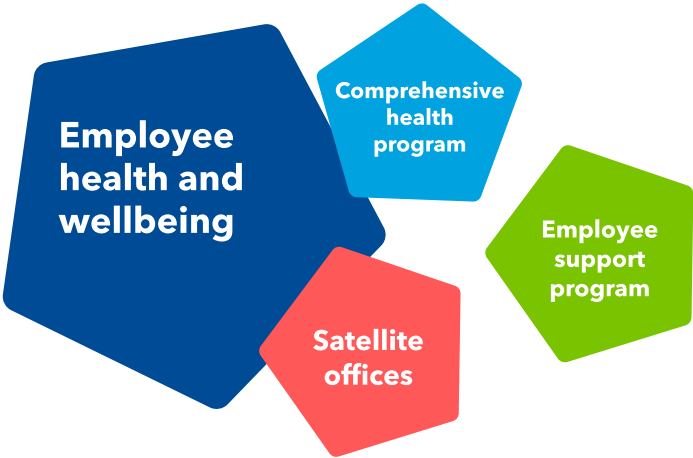 Employee
health and
wellbeing
Comprehensive
health
program
Employee
support
program
Satellite
offices